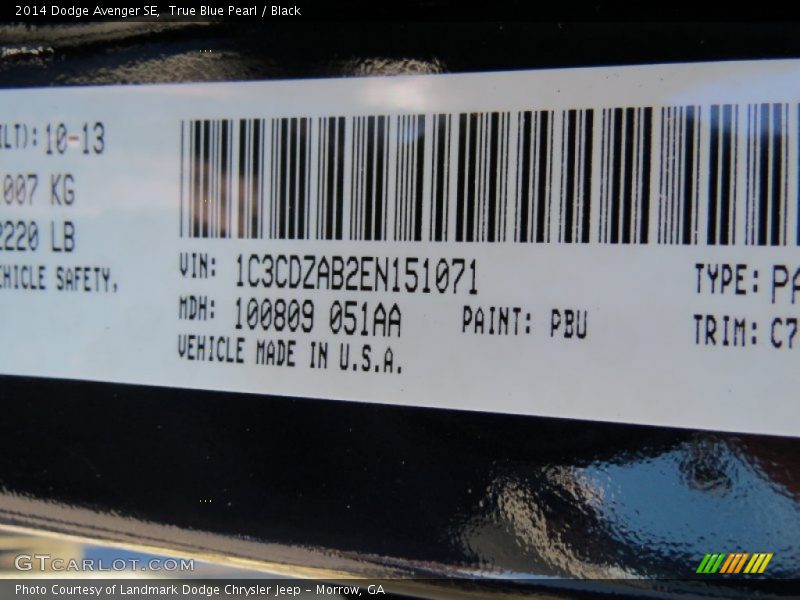 2014 Dodge Avenger SE, True Blue Pearl / Black
ILT): 10-13
007 KG
2220 LB
EHICLE SAFETY,
VIN: 1C3CDZAB2EN151071
MDH: 100809 051AA
PAINT: PBU
VEHICLE MADE IN U.S.A.
TYPE: PA
TRIM: C7
GTCARLOT.COM
Photo Courtesy of Landmark Dodge Chrysler Jeep - Morrow, GA